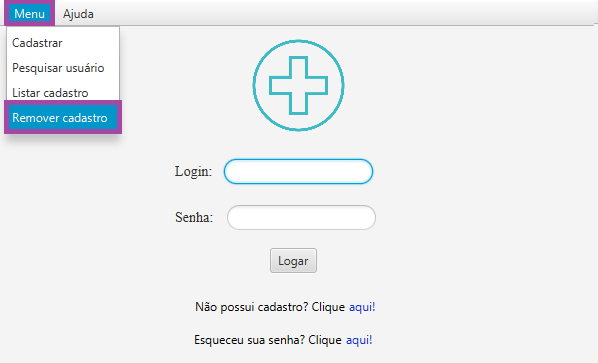 Menu Ajuda
Cadastrar
Pesquisar usuário
Listar cadastro
Remover cadastro
Login:
Senha:
Logar
Não possui cadastro? Clique aqui!
Esqueceu sua senha? Clique aqui!